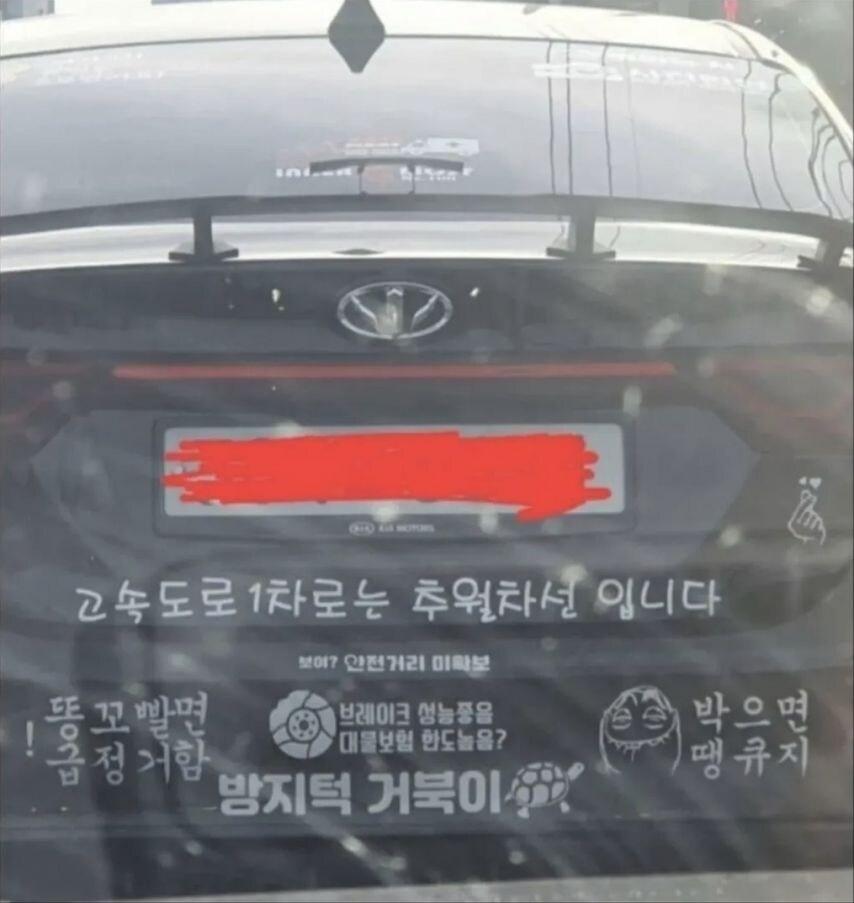 KIA MOTORS
고속도로 1차로는 추월차선 입니다
보여? 안전거리 미확보
! 똥꼬빨면
급정거함
브레이크 성능좋음
대물보험 한도높음?
박으면
땡큐지
방지턱 거북이